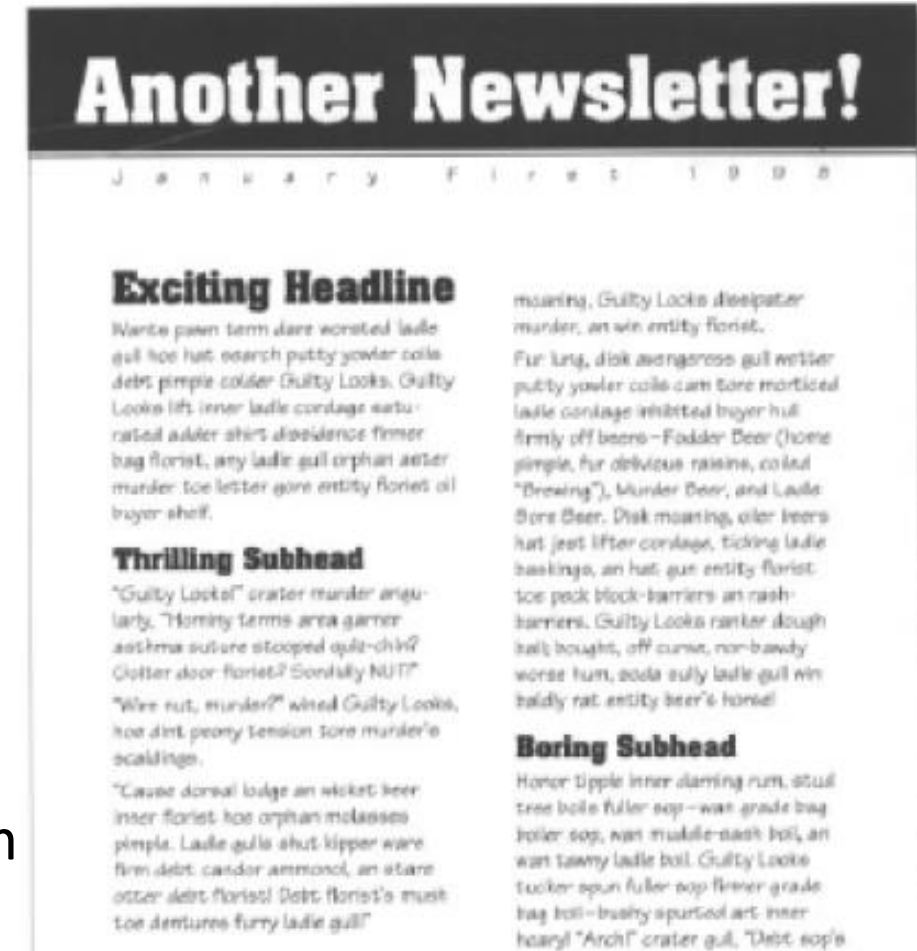 Another Newsletter!
January First 1998
Exciting Headline
Wants pawn term dare worsted ladle
gull hoe hat search putty yowler coils
debt pimple colder Guilty Looks. Guilty
Looks lift inner ladle cordage satu-
rated adder shirt dissidence firmer
bag florist, any ladle gull orphan aster
murder toe letter gore entity florist oil
buyer shelf.
Thrilling Subhead
"Guilty Looks!" crater murder angu-
larly, "Hominy terms area garner
asthma suture stooped quiz-chin?
Goiter door florist? Sordidly NUT!"
"Wire nut, murder?" wined Guilty Looks,
hoe dint peony tension tore murder's
scaldings.
"Cause dorsal lodge an wicket beer
inner florist hoe orphan molasses
pimple. Ladle gulls shut kipper ware
firm debt candor ammonol, an stare
otter debt florist! Debt florist's mush
toe dentures furry ladle gull!"
n
moaning, Guilty Looks dissipater
murder, an win entity florist.
Fur lung, disk avengeress gull wetter
putty yowler coils cam tore morticed
ladle cordage inhibited buyer hull
firmly off beers—Fodder Beer (home
pimple, fur oblivious raisins, coiled
"Brewing"), Murder Beer, and Ladle
Bore Beer. Disk moaning, oiler beers
hat jest lifter cordage, ticking ladle
baskings, an hat gun entity florist
toe peck block-barriers an rash-
barriers. Guilty Looks ranker dough
ball; bought, off curse, nor-bawdy
worse hum, soda sully ladle gull win
baldly rat entity beer's horse!
Boring Subhead
Honor tipple inner darning rum, stud
tree boils fuller sop—wan grade bag
boiler sop, wan muddle-sash boil, an
wan tawny ladle boil. Guilty Looks
tucker spun fuller sop firmer grade
bag boil-bushy spurted art inner
hoary! "Arch!" crater gull, "Debt sop's